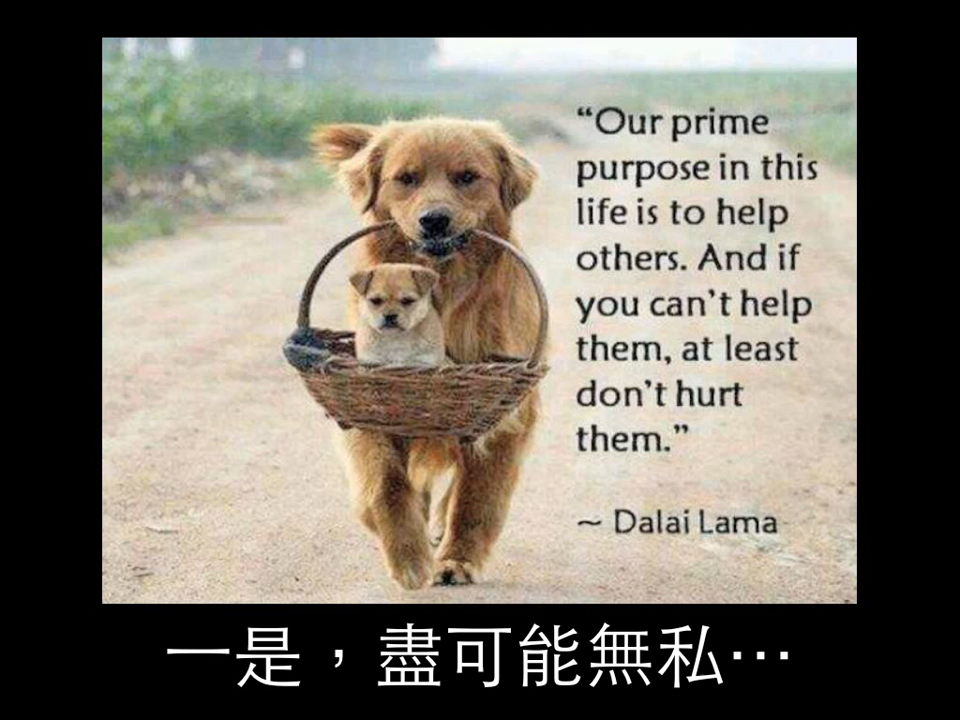 “Our prime
purpose in this
life is to help
others. And if
you can’t help
them, at least
don’t hurt
them.”
~ Dalai Lama
一是，盡可能無私…